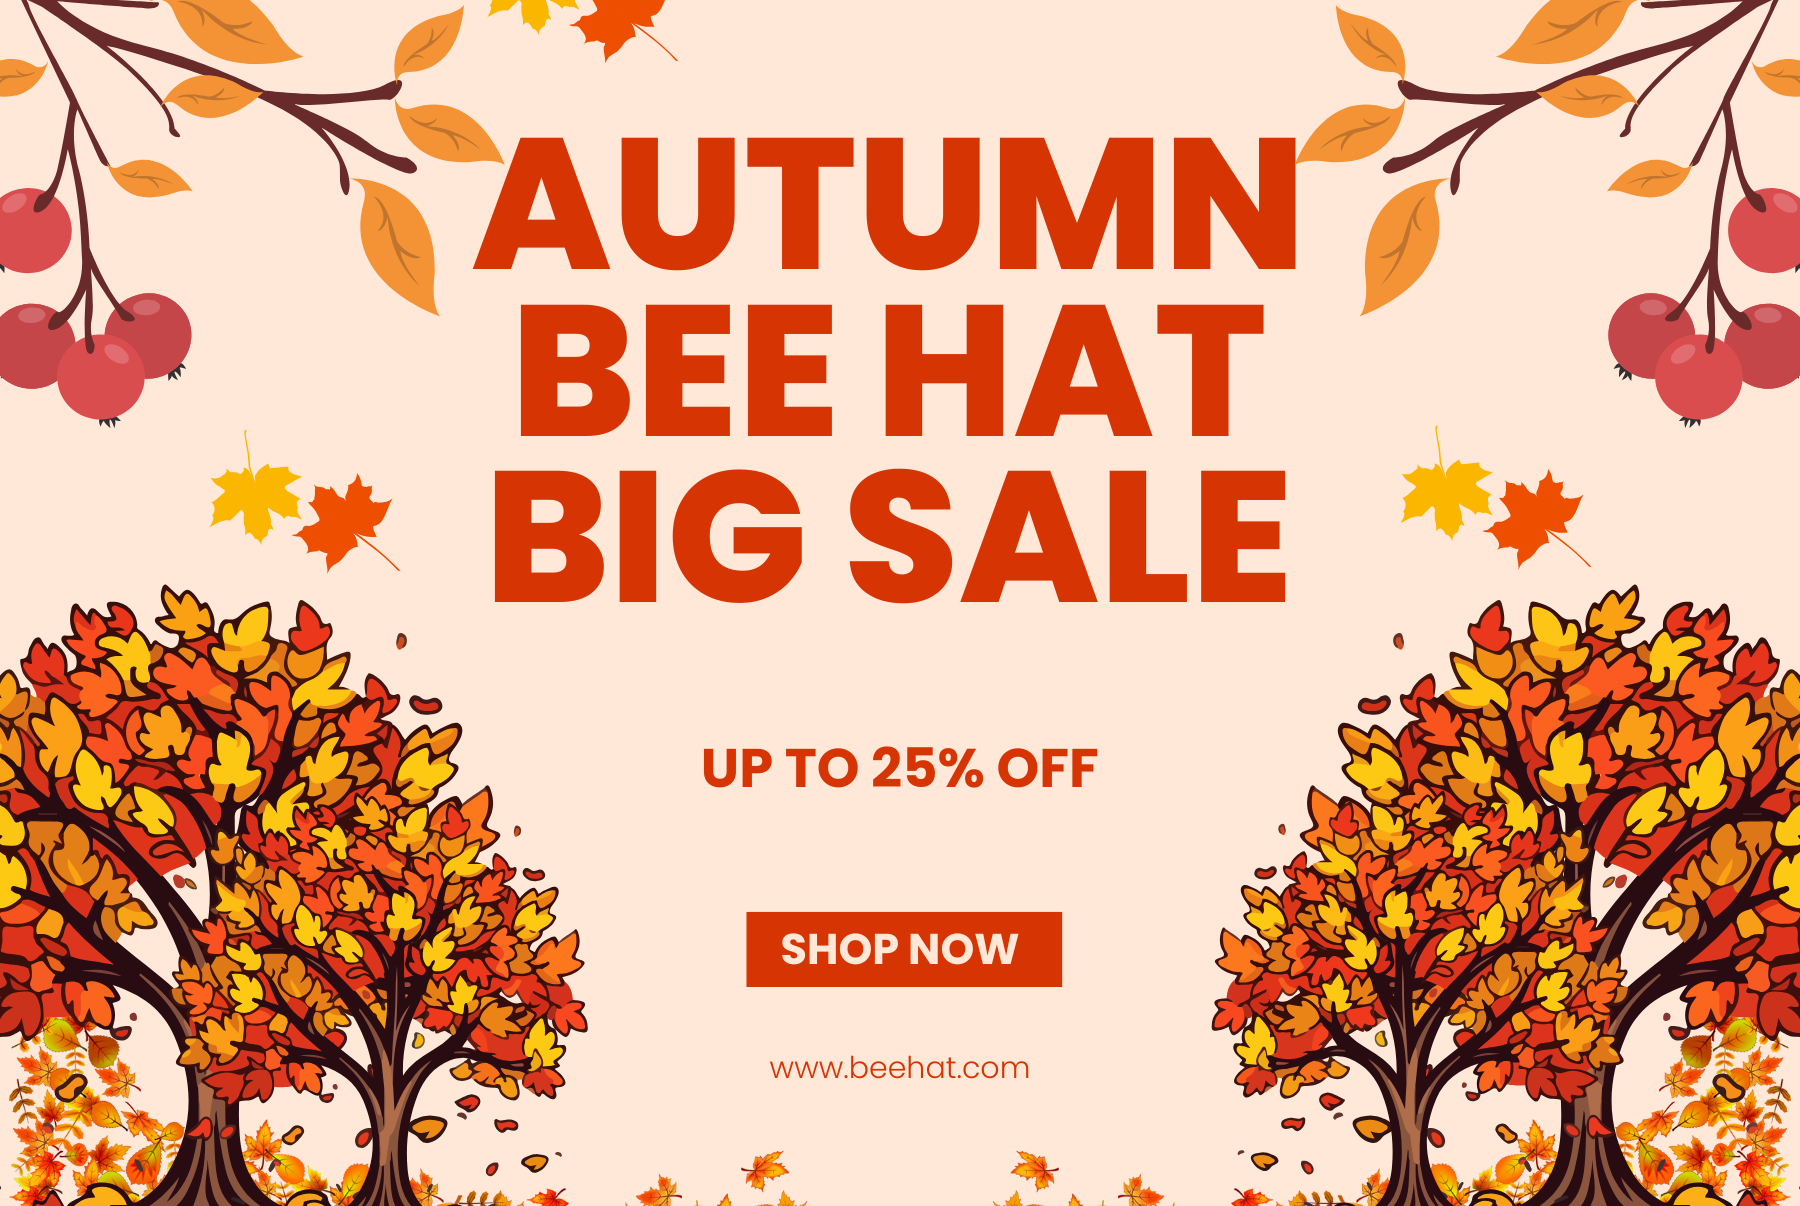 AUTUMN
BEE HAT
BIG SALE
UP TO 25% OFF
SHOP NOW
www.beehat.com